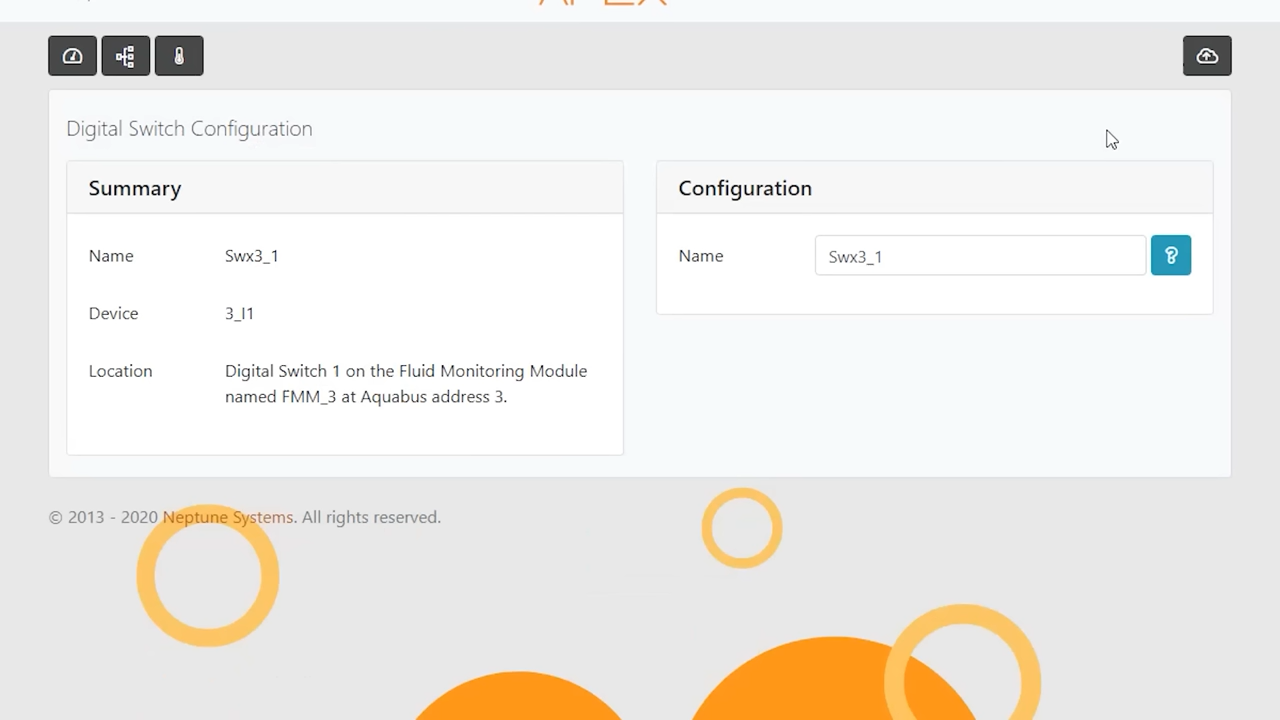 APEX
Digital Switch Configuration
Summary
Configuration
Name Swx3_1
Name Swx3_1
Device 3_I1
Location Digital Switch 1 on the Fluid Monitoring Module
named FMM_3 at Aquabus address 3.
© 2013 - 2020 Neptune Systems. All rights reserved.